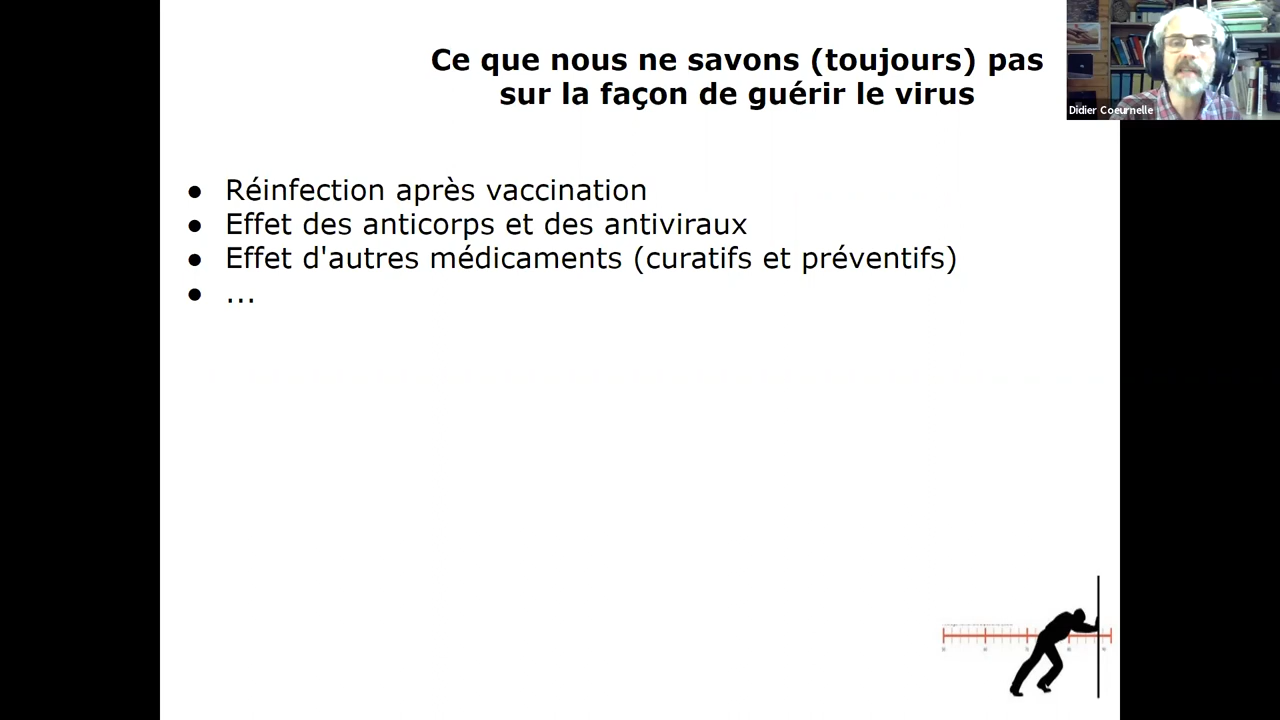 Ce que nous ne savons (toujours) pas
sur la façon de guérir le virus
Didier Coeurnelle
● Réinfection après vaccination
● Effet des anticorps et des antiviraux
● Effet d'autres médicaments (curatifs et préventifs)
● ...